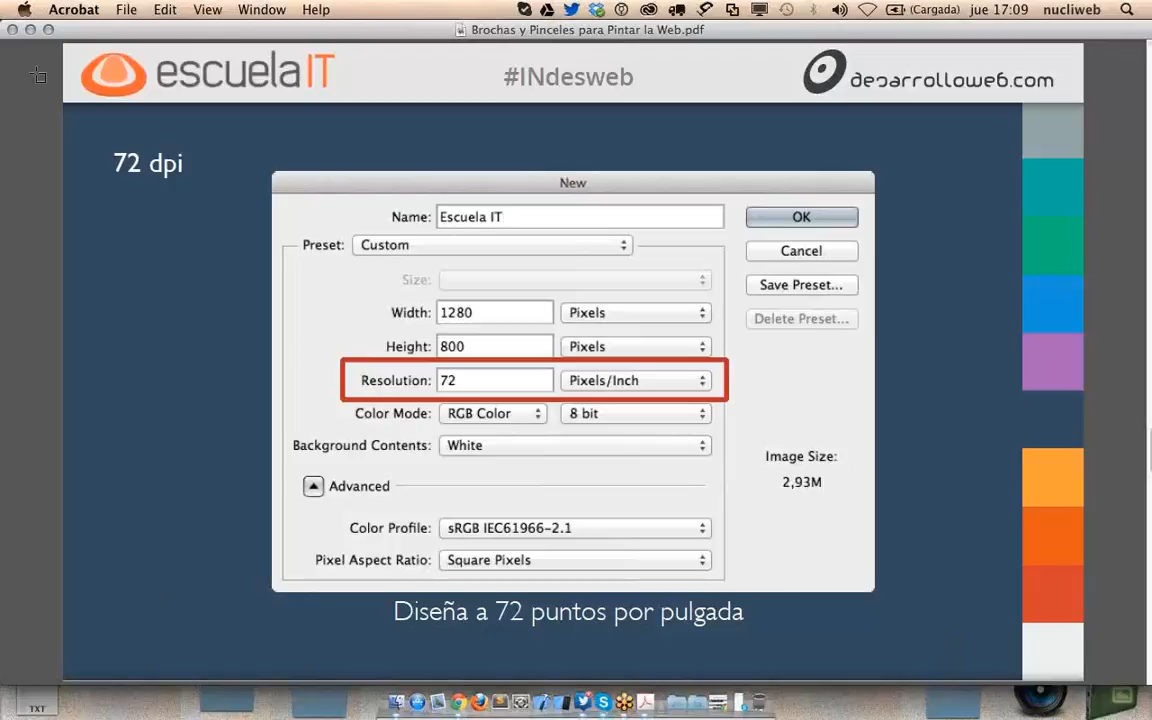 Acrobat File Edit View Window Help (Cargada) jue 17:09 nucliweb
Brochas y Pinceles para Pintar la Web.pdf
escuelaIT #INdesweb desarrolloweb.com
72 dpi
New
Name: Escuela IT OK
Preset: Custom Cancel
Size: Save Preset...
Width: 1280 Pixels Delete Preset...
Height: 800 Pixels
Resolution: 72 Pixels/Inch
Color Mode: RGB Color 8 bit
Background Contents: White
Image Size:
2,93M
Advanced
Color Profile: sRGB IEC61966-2.1
Pixel Aspect Ratio: Square Pixels
Diseña a 72 puntos por pulgada
TXT